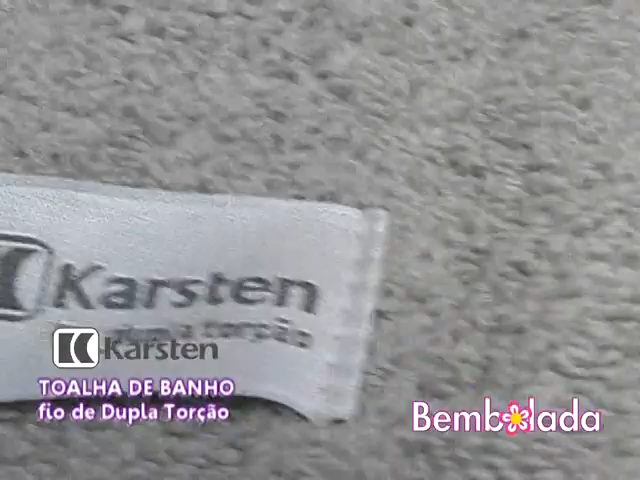 Karsten
dupla torção
Karsten
TOALHA DE BANHO
fio de Dupla Torção
Bembolada